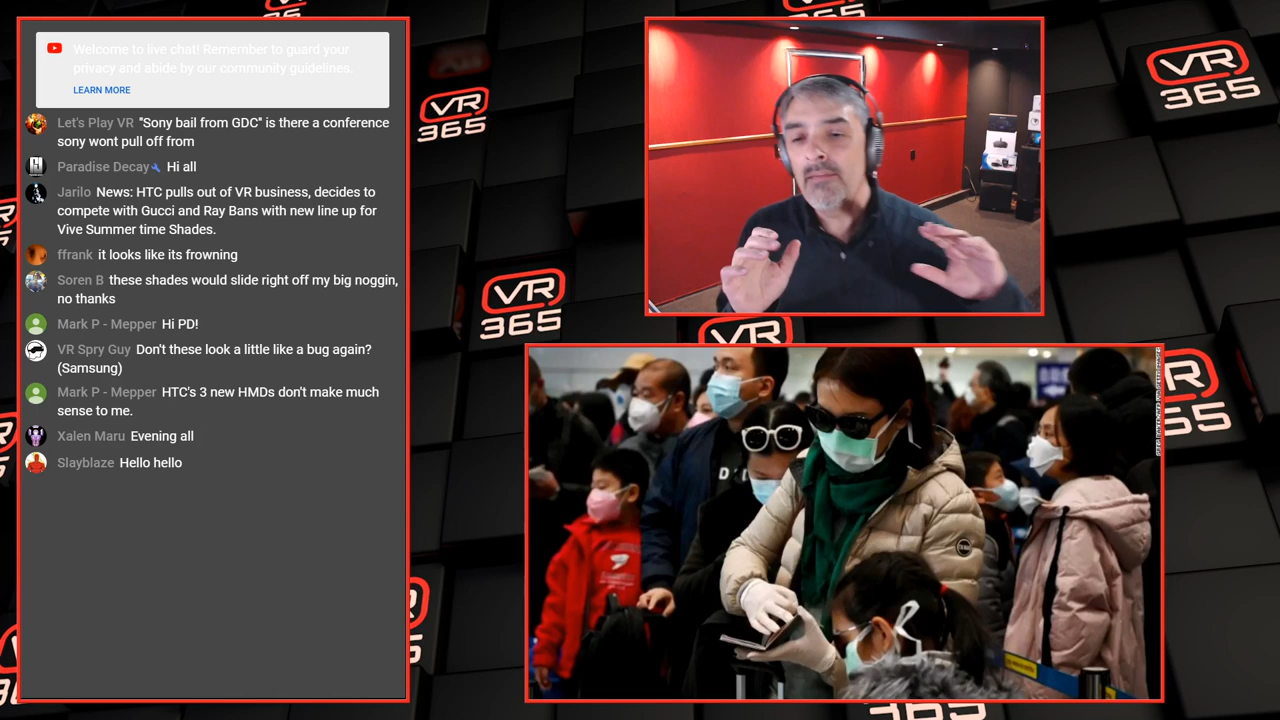 Welcome to live chat! Remember to guard your
privacy and abide by our community guidelines.
LEARN MORE
Let's Play VR "Sony bail from GDC" is there a conference
sony wont pull off from
Paradise Decay Hi all
Jarilo News: HTC pulls out of VR business, decides to
compete with Gucci and Ray Bans with new line up for
Vive Summer time Shades.
ffrank it looks like its frowning
Soren B these shades would slide right off my big noggin,
no thanks
Mark P - Mepper Hi PD!
VR Spry Guy Don't these look a little like a bug again?
(Samsung)
Mark P - Mepper HTC's 3 new HMDs don't make much
sense to me.
Xalen Maru Evening all
Slayblaze Hello hello
VR
365
VR
365
VR
365
VR
365